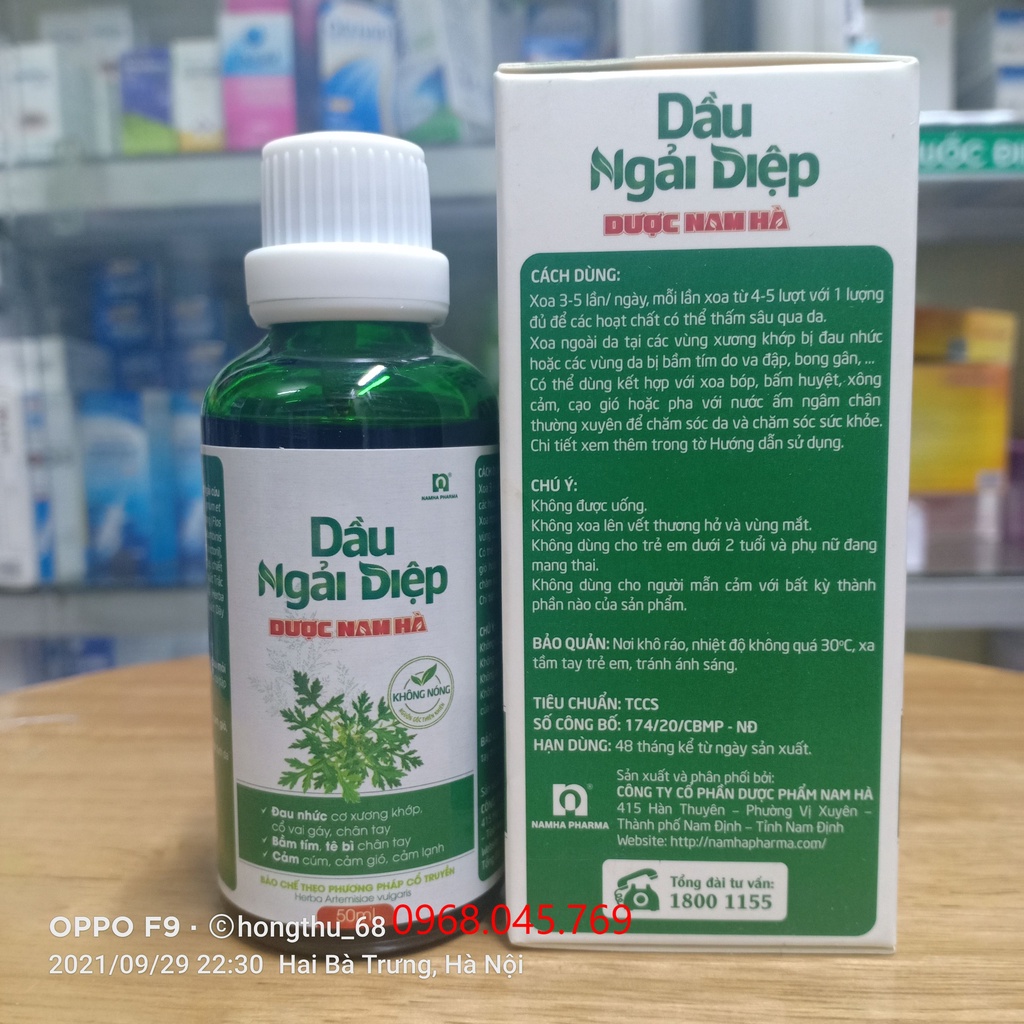 Dầu
Ngải Diệp
DƯỢC NAM HÀ
CÁCH DÙNG:
Xoa 3-5 lần/ ngày, mỗi lần xoa từ 4-5 lượt với 1 lượng
đủ để các hoạt chất có thể thấm sâu qua da.
Xoa ngoài da tại các vùng xương khớp bị đau nhức
hoặc các vùng da bị bầm tím do va đập, bong gân, ...
Có thể dùng kết hợp với xoa bóp, bấm huyệt, xông
cảm, cạo gió hoặc pha với nước ấm ngâm chân
thường xuyên để chăm sóc da và chăm sóc sức khỏe.
Chi tiết xem thêm trong tờ Hướng dẫn sử dụng.
CHÚ Ý:
Không được uống.
Không xoa lên vết thương hở và vùng mắt.
Không dùng cho trẻ em dưới 2 tuổi và phụ nữ đang
mang thai.
Không dùng cho người mẫn cảm với bất kỳ thành
phần nào của sản phẩm.
BẢO QUẢN: Nơi khô ráo, nhiệt độ không quá 30ºC, xa
tầm tay trẻ em, tránh ánh sáng.
TIÊU CHUẨN: TCCS
SỐ CÔNG BỐ: 174/20/CBMP - NĐ
HẠN DÙNG: 48 tháng kể từ ngày sản xuất.
Sản xuất và phân phối bởi:
CÔNG TY CỔ PHẦN DƯỢC PHẨM NAM HÀ
415 Hàn Thuyên – Phường Vị Xuyên –
Thành phố Nam Định – Tỉnh Nam Định
Website: http://namhapharma.com/
NAMHA PHARMA
Tổng đài tư vấn:
1800 1155
NAMHA PHARMA
Dầu
Ngải Diệp
DƯỢC NAM HÀ
KHÔNG NÓNG
NGUỒN GỐC THIÊN NHIÊN
✓ Đau nhức cơ xương khớp,
cổ vai gáy, chân tay
✓ Bầm tím, tê bì chân tay
✓ Cảm cúm, cảm gió, cảm lạnh
BÀO CHẾ THEO PHƯƠNG PHÁP CỔ TRUYỀN
Herba Artemisiae vulgaris
50ml
OPPO F9 · ©hongthu_68 0968.045.769
2021/09/29 22:30 Hai Bà Trưng, Hà Nội